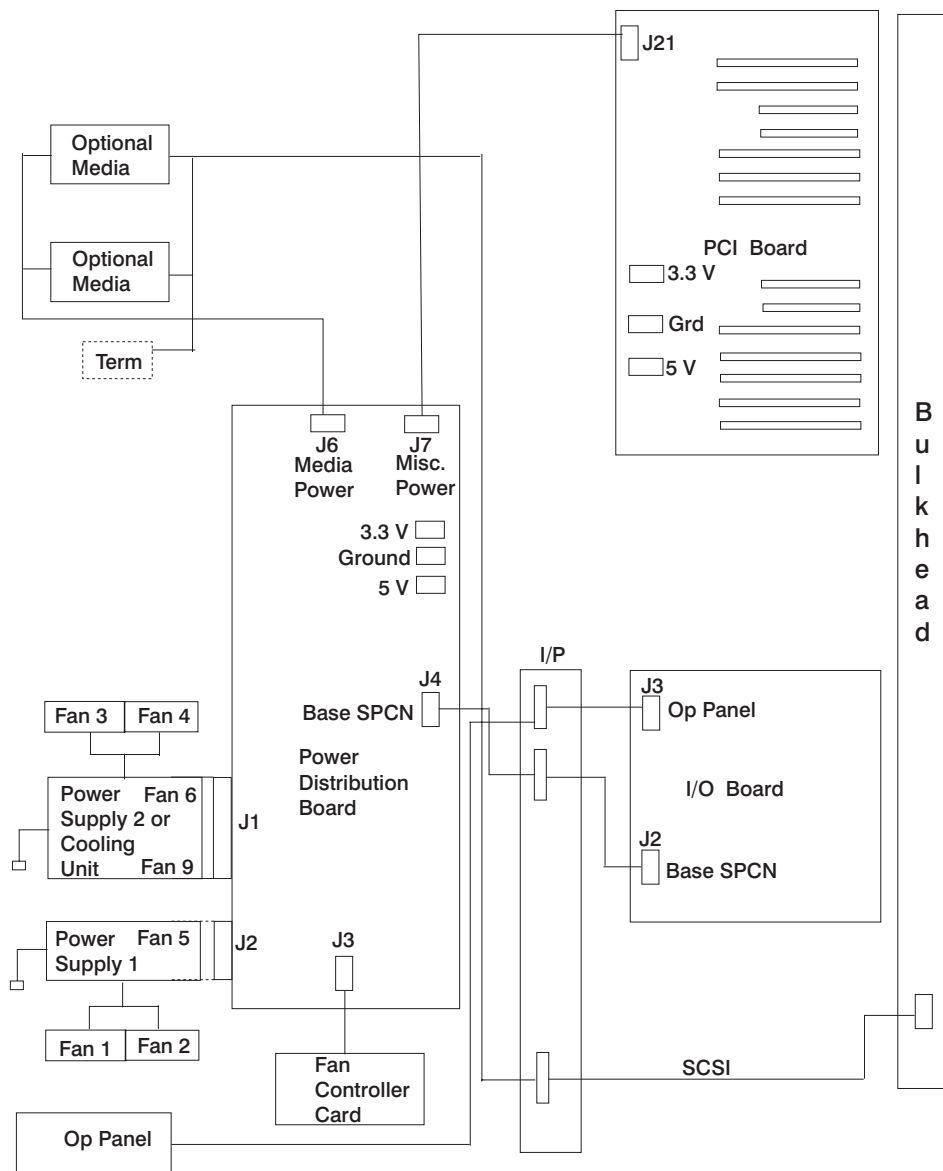 J21
Optional
Media
PCI Board
3.3 V
Grd
5 V
Optional
Media
Term
Bulkhead
J6
Media
Power
J7
Misc.
Power
3.3 V
Ground
5 V
I/P
J4
Base SPCN
J3
Op Panel
Power
Distribution
Board
I/O Board
J2
Base SPCN
Fan 3
Fan 4
Power
Supply 2 or
Cooling
Unit
Fan 6
Fan 9
J1
Power
Supply 1
Fan 5
J2
J3
Fan 1
Fan 2
Fan
Controller
Card
SCSI
Op Panel